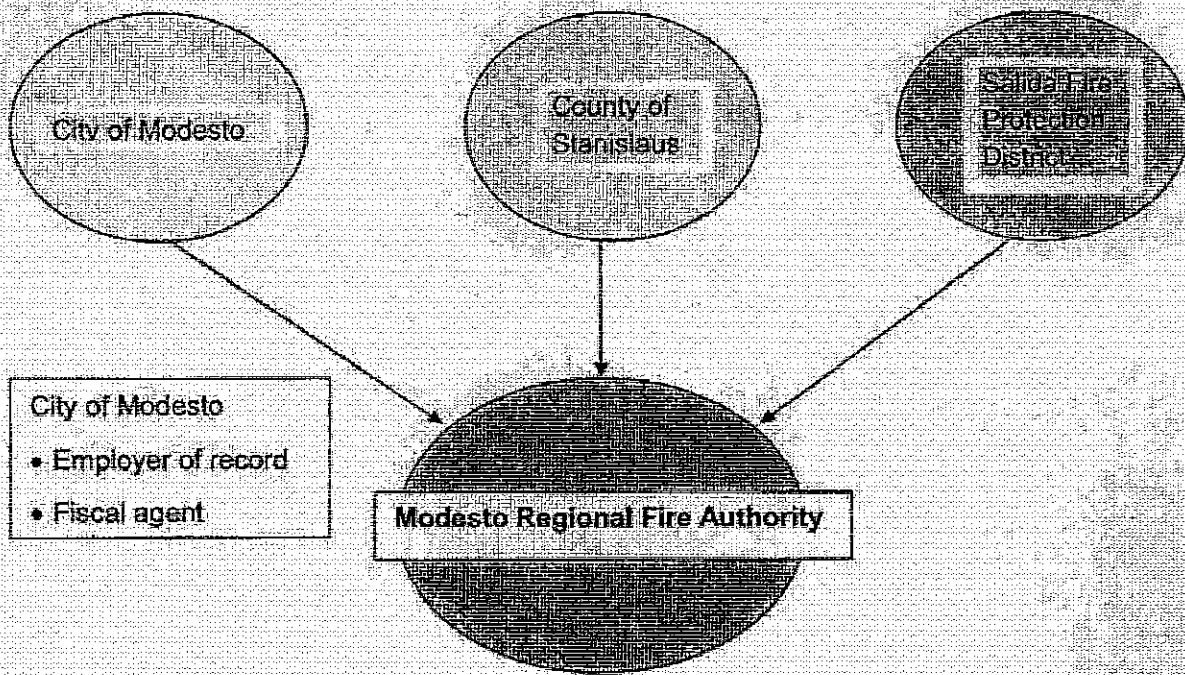 City of Modesto
County of
Stanislaus
Salida Fire
Protection
District
City of Modesto
• Employer of record
• Fiscal agent
Modesto Regional Fire Authority